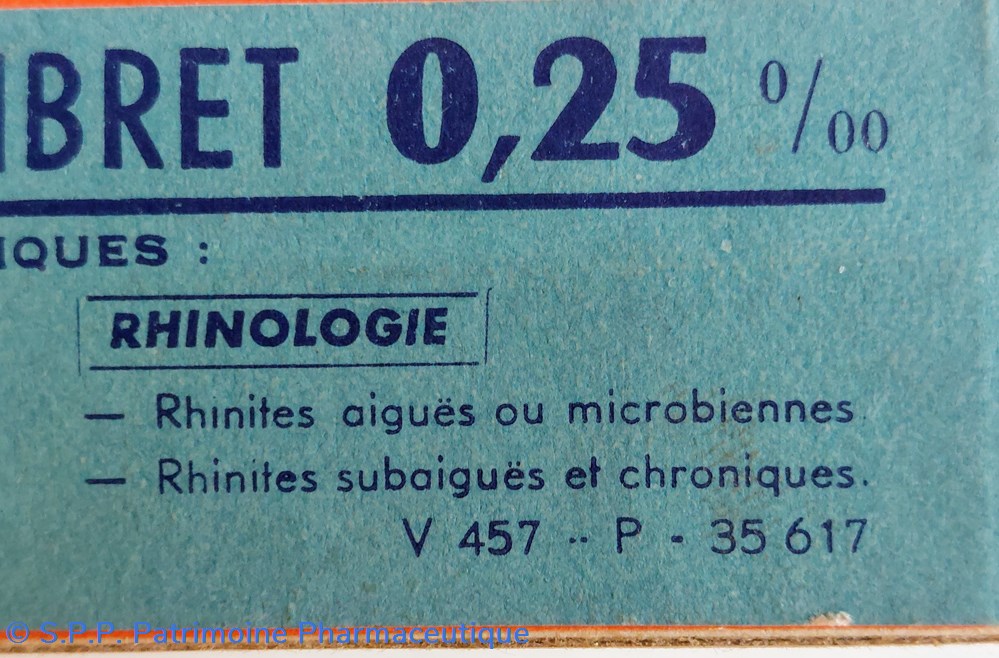 IBRET 0,25 ‰
IQUES :
RHINOLOGIE
— Rhinites aiguës ou microbiennes
— Rhinites subaiguës et chroniques.
V 457 -- P - 35 617
© S.P.P. Patrimoine Pharmaceutique